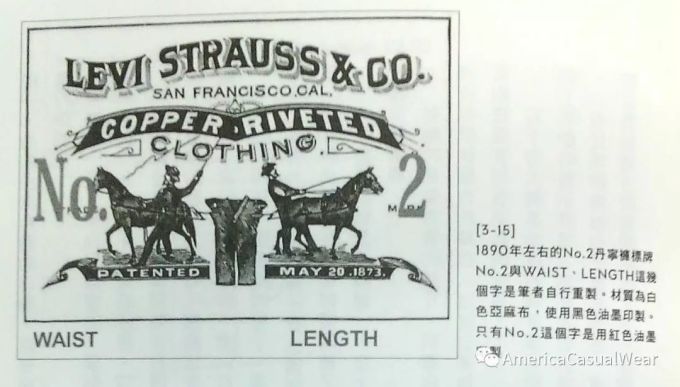 LEVI STRAUSS & CO.
SAN FRANCISCO, CAL.
COPPER RIVETED
CLOTHING.
No. 2
PATENTED MAY 20, 1873.
WAIST LENGTH
[3-15]
1890年左右的No.2丹寧褲標牌
No.2與WAIST、LENGTH這幾
個字是筆者自行重製。材質為白
色亞麻布，使用黑色油墨印製。
只有No.2這個字是用紅色油墨
製
AmericaCasualWear